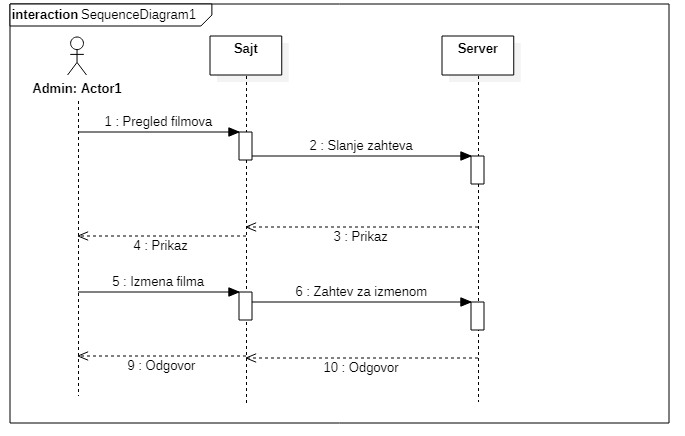 interaction SequenceDiagram1
Sajt
Server
Admin: Actor1
1 : Pregled filmova
2 : Slanje zahteva
3 : Prikaz
4 : Prikaz
5 : Izmena filma
6 : Zahtev za izmenom
9 : Odgovor
10 : Odgovor